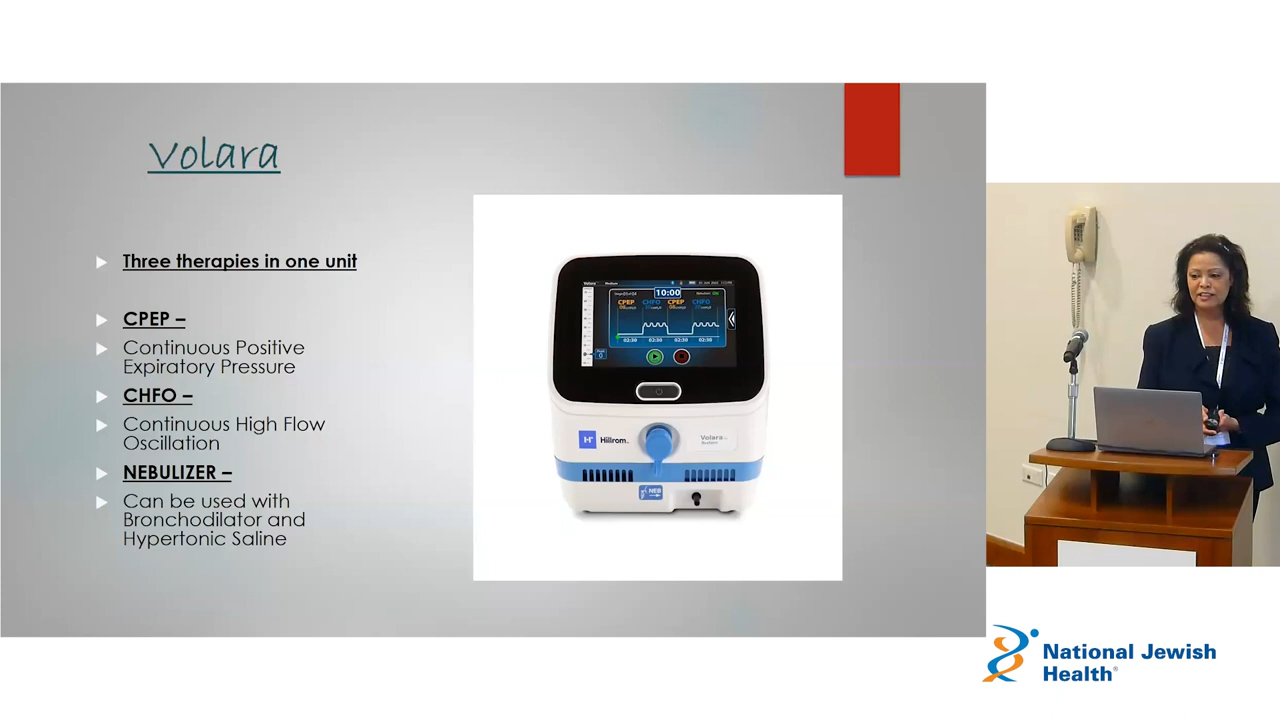 Volara
Three therapies in one unit
CPEP –
Continuous Positive
Expiratory Pressure
CHFO –
Continuous High Flow
Oscillation
NEBULIZER –
Can be used with
Bronchodilator and
Hypertonic Saline
10:00
CPEP CHFO CPEP CHFO
02:30 02:30 02:30 02:30
Hillrom
Volara
System
NEB
National Jewish
Health®